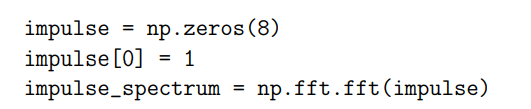 impulse = np.zeros(8)
impulse[0] = 1
impulse_spectrum = np.fft.fft(impulse)